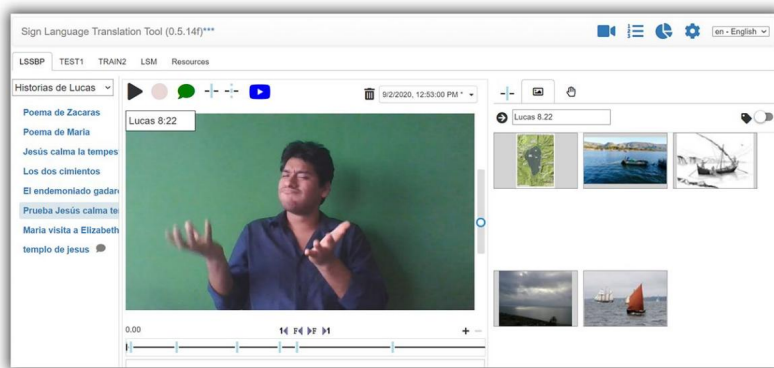 Sign Language Translation Tool (0.5.14f)***
en - English
LSSBP TEST1 TRAIN2 LSM Resources
Historias de Lucas
9/2/2020, 12:53:00 PM *
Poema de Zacaras
Poema de Maria
Jesús calma la tempes
Los dos cimientos
El endemoniado gadare
Prueba Jesús calma te
Maria visita a Elizabeth
templo de jesus
Lucas 8:22
Lucas 8.22
0.00
1 F F 1